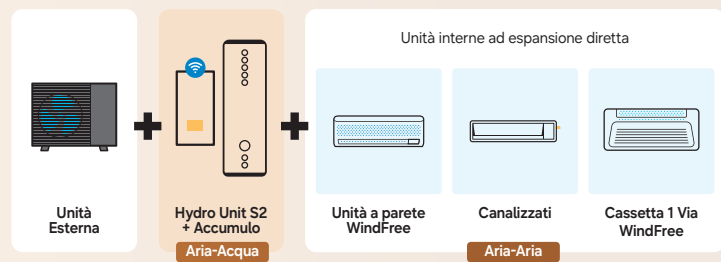 Unità interne ad espansione diretta
Unità
Esterna
Hydro Unit S2
+ Accumulo
Aria-Acqua
Unità a parete
WindFree
Canalizzati
Cassetta 1 Via
WindFree
Aria-Aria